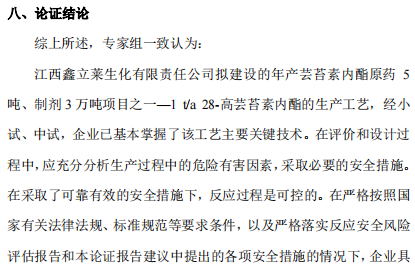 八、论证结论
综上所述，专家组一致认为：
江西鑫立莱生化有限责任公司拟建设的年产芸苔素内酯原药 5
吨、制剂 3 万吨项目之一—1 t/a 28-高芸苔素内酯的生产工艺，经小
试、中试，企业已基本掌握了该工艺主要关键技术。在评价和设计过
程中，应充分分析生产过程中的危险有害因素，采取必要的安全措施。
在采取了可靠有效的安全措施下，反应过程是可控的。在严格按照国
家有关法律法规、标准规范等要求条件，以及严格落实反应安全风险
评估报告和本论证报告建议中提出的各项安全措施的情况下，企业具